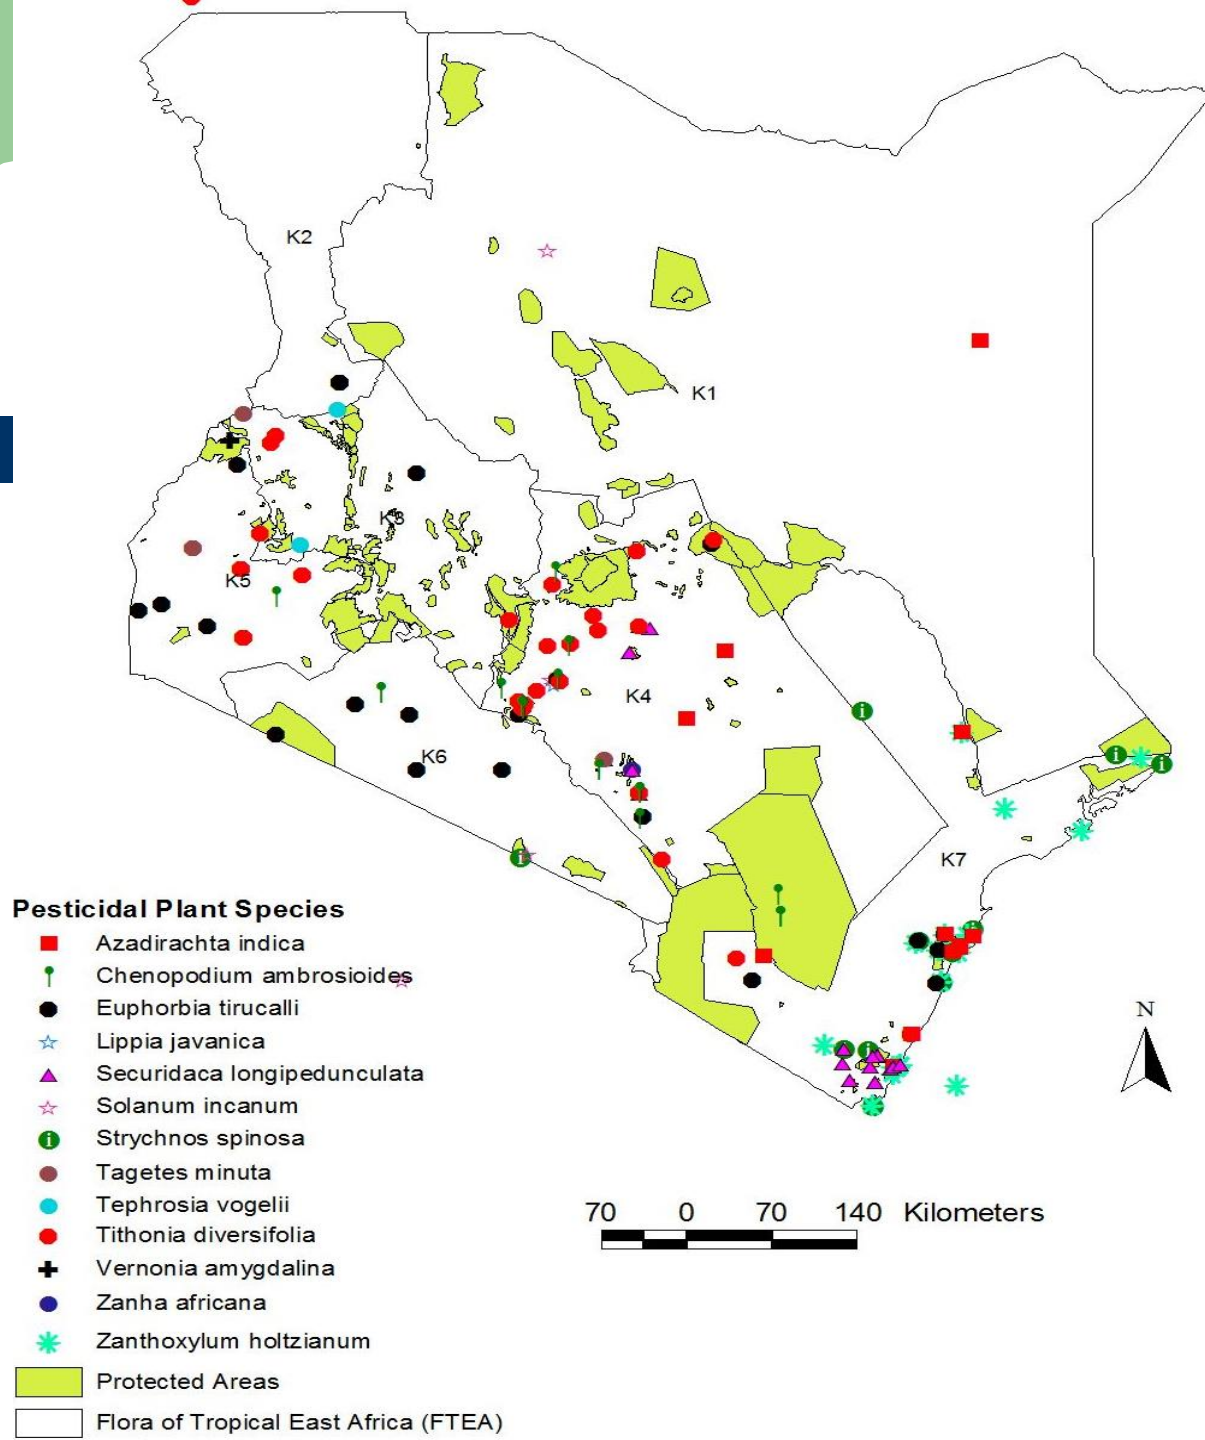 K2
K1
K3
K5
K4
K6
K7
Pesticidal Plant Species
Azadirachta indica
Chenopodium ambrosioides
Euphorbia tirucalli
Lippia javanica
Securidaca longipedunculata
Solanum incanum
Strychnos spinosa
Tagetes minuta
Tephrosia vogelii
Tithonia diversifolia
Vernonia amygdalina
Zanha africana
Zanthoxylum holtzianum
Protected Areas
Flora of Tropical East Africa (FTEA)
N
70 0 70 140 Kilometers